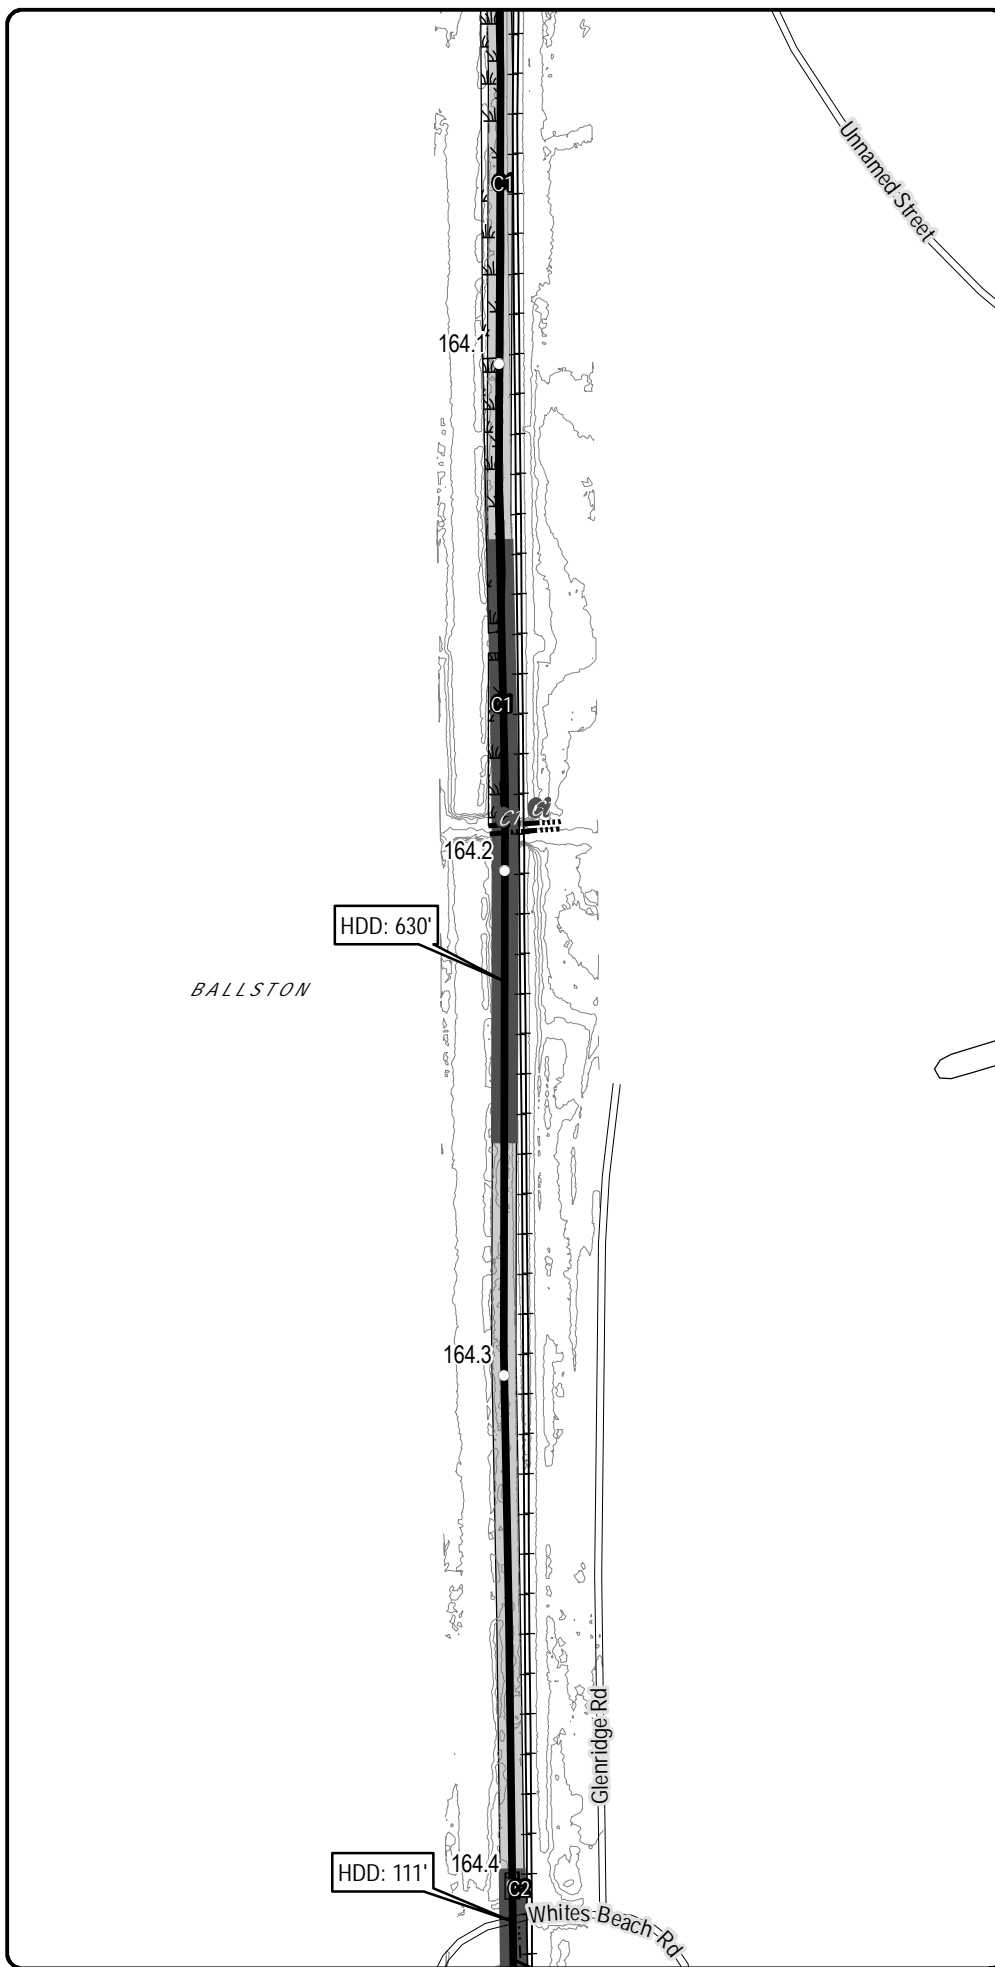 Unnamed Street
C1
164.1
C1
C1
164.2
HDD: 630'
BALLSTON
164.3
Glenridge Rd
164.4
HDD: 111'
C2
Whites Beach Rd